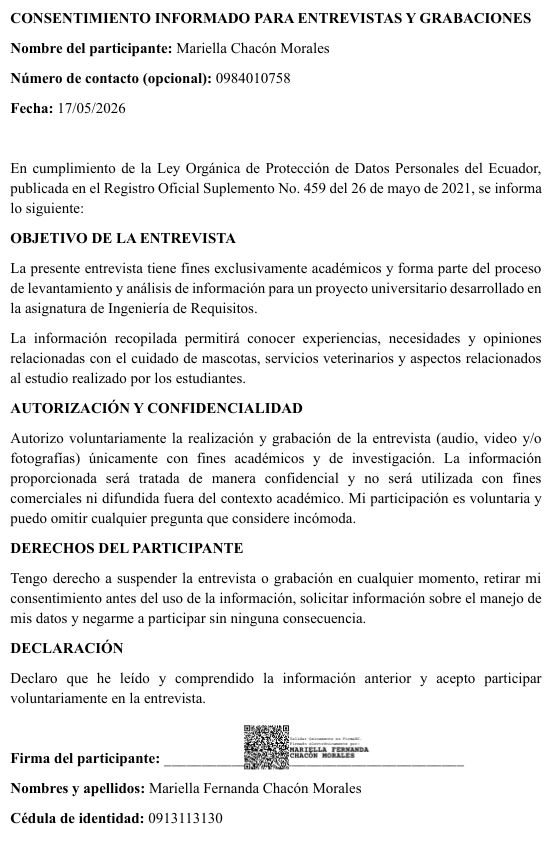 CONSENTIMIENTO INFORMADO PARA ENTREVISTAS Y GRABACIONES
Nombre del participante: Mariella Chacón Morales
Número de contacto (opcional): 0984010758
Fecha: 17/05/2026
En cumplimiento de la Ley Orgánica de Protección de Datos Personales del Ecuador,
publicada en el Registro Oficial Suplemento No. 459 del 26 de mayo de 2021, se informa
lo siguiente:
OBJETIVO DE LA ENTREVISTA
La presente entrevista tiene fines exclusivamente académicos y forma parte del proceso
de levantamiento y análisis de información para un proyecto universitario desarrollado en
la asignatura de Ingeniería de Requisitos.
La información recopilada permitirá conocer experiencias, necesidades y opiniones
relacionadas con el cuidado de mascotas, servicios veterinarios y aspectos relacionados
al estudio realizado por los estudiantes.
AUTORIZACIÓN Y CONFIDENCIALIDAD
Autorizo voluntariamente la realización y grabación de la entrevista (audio, video y/o
fotografías) únicamente con fines académicos y de investigación. La información
proporcionada será tratada de manera confidencial y no será utilizada con fines
comerciales ni difundida fuera del contexto académico. Mi participación es voluntaria y
puedo omitir cualquier pregunta que considere incómoda.
DERECHOS DEL PARTICIPANTE
Tengo derecho a suspender la entrevista o grabación en cualquier momento, retirar mi
consentimiento antes del uso de la información, solicitar información sobre el manejo de
mis datos y negarme a participar sin ninguna consecuencia.
DECLARACIÓN
Declaro que he leído y comprendido la información anterior y acepto participar
voluntariamente en la entrevista.
Validar únicamente en FirmaEC
Firmado electrónicamente por:
MARIELLA FERNANDA
CHACON MORALES
Firma del participante:
Nombres y apellidos: Mariella Fernanda Chacón Morales
Cédula de identidad: 0913113130